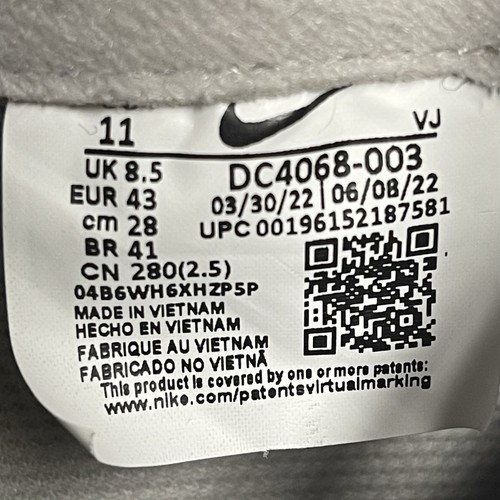 11
VJ
UK 8.5
DC4068-003
EUR 43
03/30/22 | 06/08/22
cm 28
UPC 00196152187581
BR 41
CN 280(2.5)
04B6WH6XHZP5P
MADE IN VIETNAM
HECHO EN VIETNAM
FABRIQUE AU VIETNAM
FABRICADO NO VIETNÃ
This product is covered by one or more patents:
www.nike.com/patentsvirtualmarking